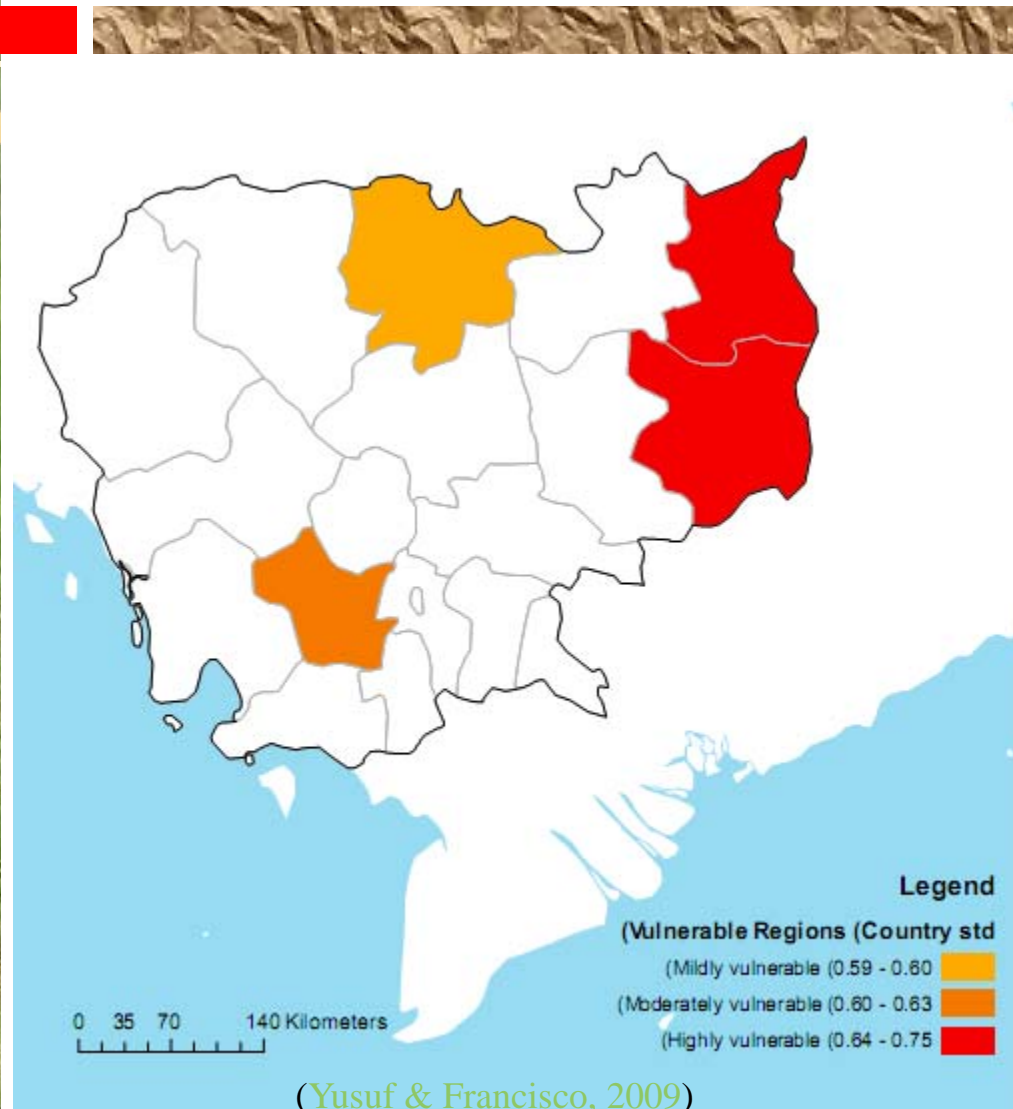 Legend
(Vulnerable Regions (Country std
(Mildly vulnerable (0.59 - 0.60
(Moderately vulnerable (0.60 - 0.63
(Highly vulnerable (0.64 - 0.75
0 35 70 140 Kilometers
(Yusuf & Francisco, 2009)